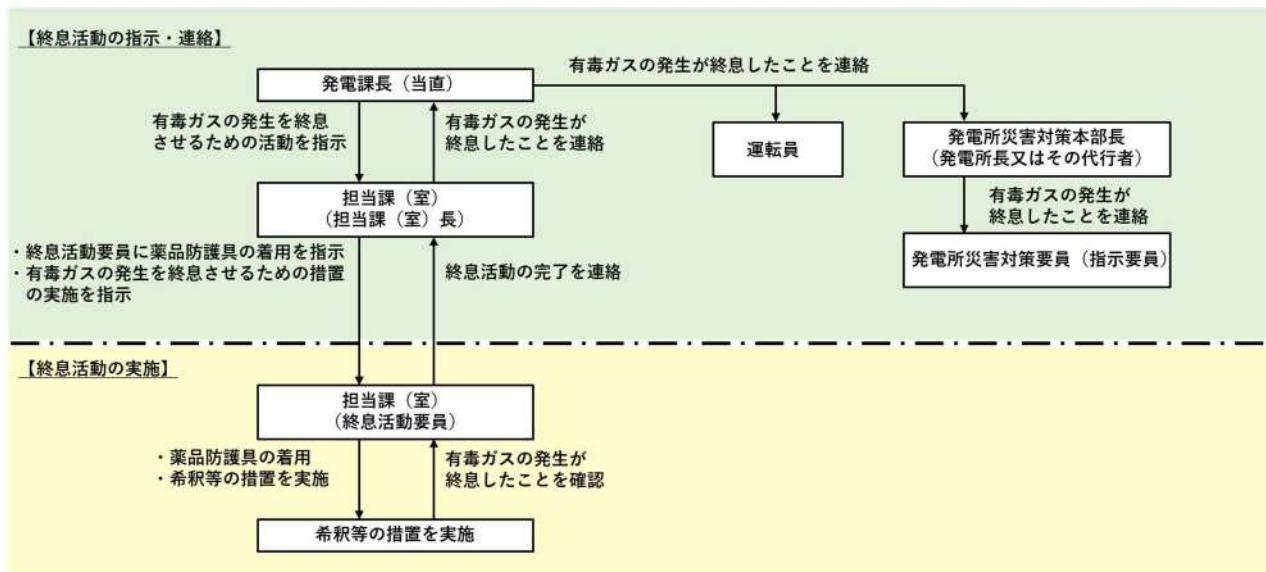 【終息活動の指示・連絡】
有毒ガスの発生が終息したことを連絡
発電課長（当直）
有毒ガスの発生を終息
させるための活動を指示
有毒ガスの発生が
終息したことを連絡
運転員
発電所災害対策本部長
（発電所長又はその代行者）
担当課（室）
（担当課（室）長）
有毒ガスの発生が
終息したことを連絡
発電所災害対策要員（指示要員）
・終息活動要員に薬品防護具の着用を指示
・有毒ガスの発生を終息させるための措置
の実施を指示
終息活動の完了を連絡
【終息活動の実施】
担当課（室）
（終息活動要員）
・薬品防護具の着用
・希釈等の措置を実施
有毒ガスの発生が
終息したことを確認
希釈等の措置を実施